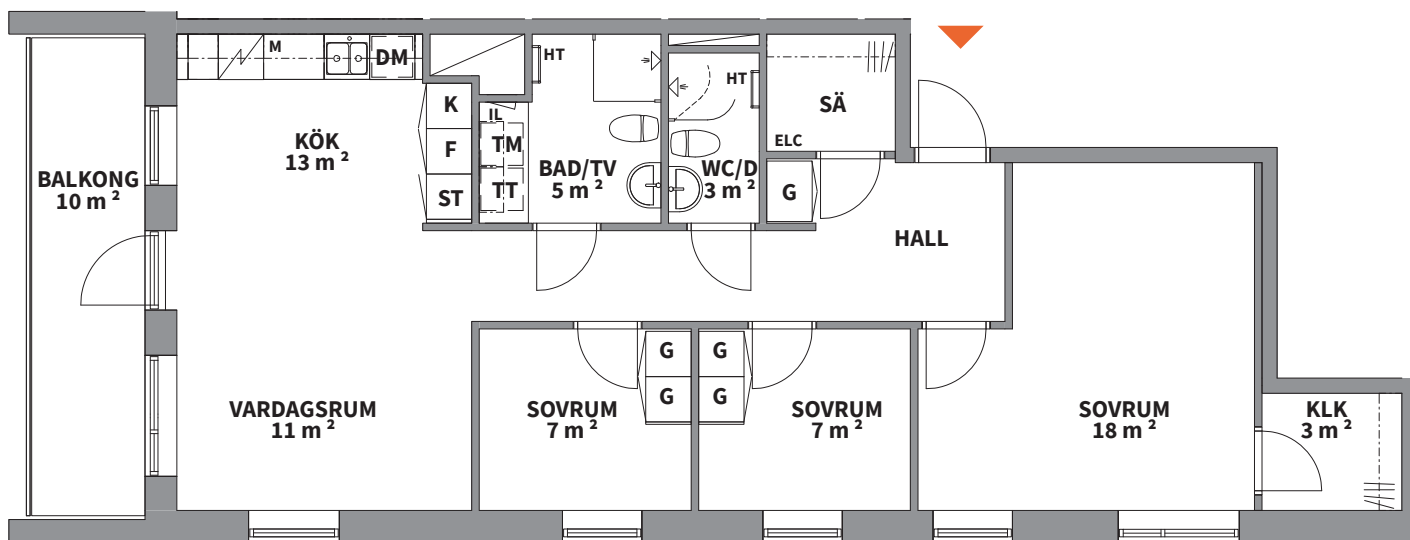 BALKONG
10 m ²
M
DM
KÖK
13 m ²
K
F
ST
IL
TM
TT
HT
BAD/TV
5 m ²
HT
WC/D
3 m ²
SÄ
ELC
G
HALL
VARDAGSRUM
11 m ²
G
G
SOVRUM
7 m ²
G
G
SOVRUM
7 m ²
SOVRUM
18 m ²
KLK
3 m ²